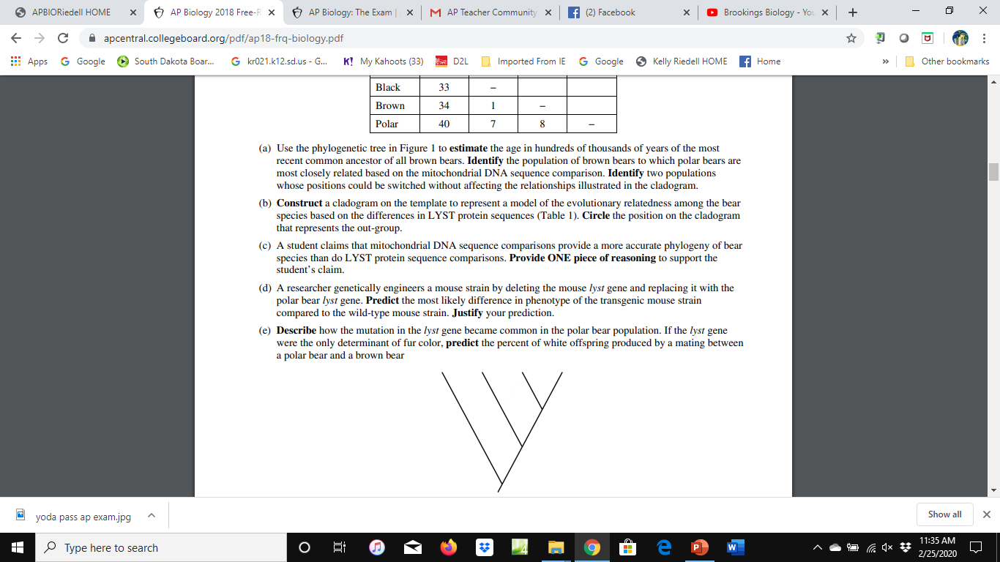 APBIORiedell HOME
AP Biology 2018 Free-R
AP Biology: The Exam |
AP Teacher Community
(2) Facebook
Brookings Biology - You
apcentral.collegeboard.org/pdf/ap18-frq-biology.pdf
Apps Google South Dakota Boar... kr021.k12.sd.us - G... K! My Kahoots (33) D2L Imported From IE Google Kelly Riedell HOME Home » Other bookmarks
Black 33 –
Brown 34 1 –
Polar 40 7 8 –
(a) Use the phylogenetic tree in Figure 1 to estimate the age in hundreds of thousands of years of the most
recent common ancestor of all brown bears. Identify the population of brown bears to which polar bears are
most closely related based on the mitochondrial DNA sequence comparison. Identify two populations
whose positions could be switched without affecting the relationships illustrated in the cladogram.
(b) Construct a cladogram on the template to represent a model of the evolutionary relatedness among the bear
species based on the differences in LYST protein sequences (Table 1). Circle the position on the cladogram
that represents the out-group.
(c) A student claims that mitochondrial DNA sequence comparisons provide a more accurate phylogeny of bear
species than do LYST protein sequence comparisons. Provide ONE piece of reasoning to support the
student's claim.
(d) A researcher genetically engineers a mouse strain by deleting the mouse lyst gene and replacing it with the
polar bear lyst gene. Predict the most likely difference in phenotype of the transgenic mouse strain
compared to the wild-type mouse strain. Justify your prediction.
(e) Describe how the mutation in the lyst gene became common in the polar bear population. If the lyst gene
were the only determinant of fur color, predict the percent of white offspring produced by a mating between
a polar bear and a brown bear
yoda pass ap exam.jpg
Show all
Type here to search
11:35 AM
2/25/2020